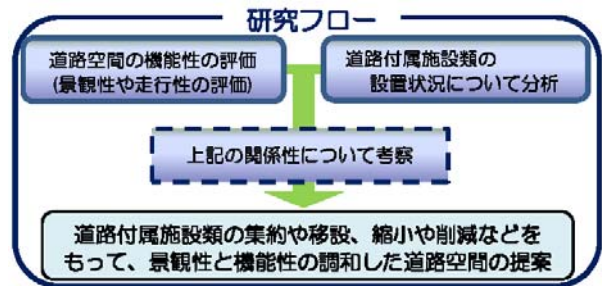 研究フロー
道路空間の機能性の評価
(景観性や走行性の評価)
道路付属施設類の
設置状況について分析
上記の関係性について考察
道路付属施設類の集約や移設、縮小や削減などを
もって、景観性と機能性の調和した道路空間の提案